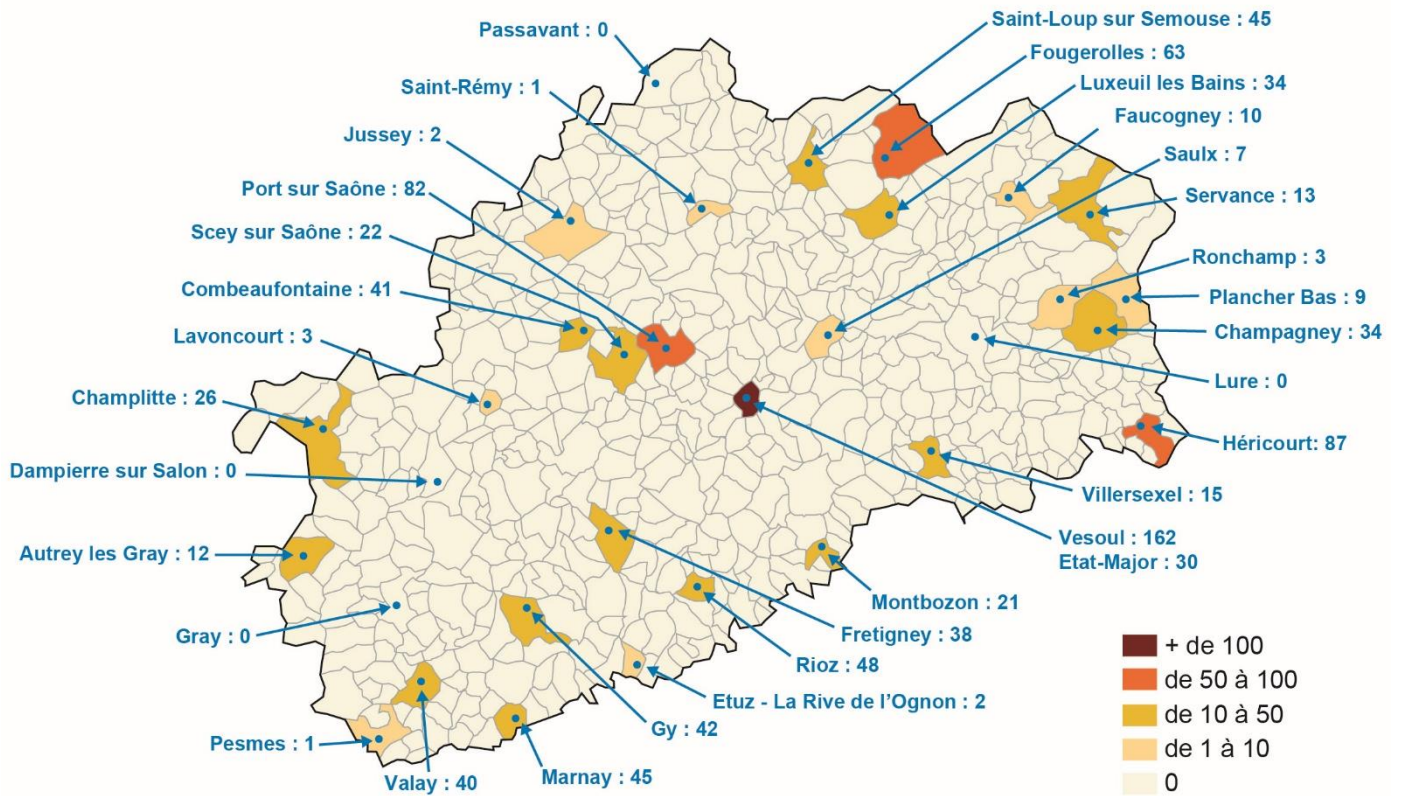 Saint-Loup sur Semouse : 45
Passavant : 0
Fougerolles : 63
Saint-Rémy : 1
Luxeuil les Bains : 34
Faucogney : 10
Jussey : 2
Saulx : 7
Port sur Saône : 82
Servance : 13
Scey sur Saône : 22
Ronchamp : 3
Combeaufontaine : 41
Plancher Bas : 9
Lavoncourt : 3
Champagney : 34
Lure : 0
Champlitte : 26
Héricourt: 87
Dampierre sur Salon : 0
Villersexel : 15
Vesoul : 162
Etat-Major : 30
Autrey les Gray : 12
Montbozon : 21
Gray : 0
Fretigney : 38
Rioz : 48
Etuz - La Rive de l'Ognon : 2
Gy : 42
Pesmes : 1
Marnay : 45
Valay : 40
+ de 100
de 50 à 100
de 10 à 50
de 1 à 10
0